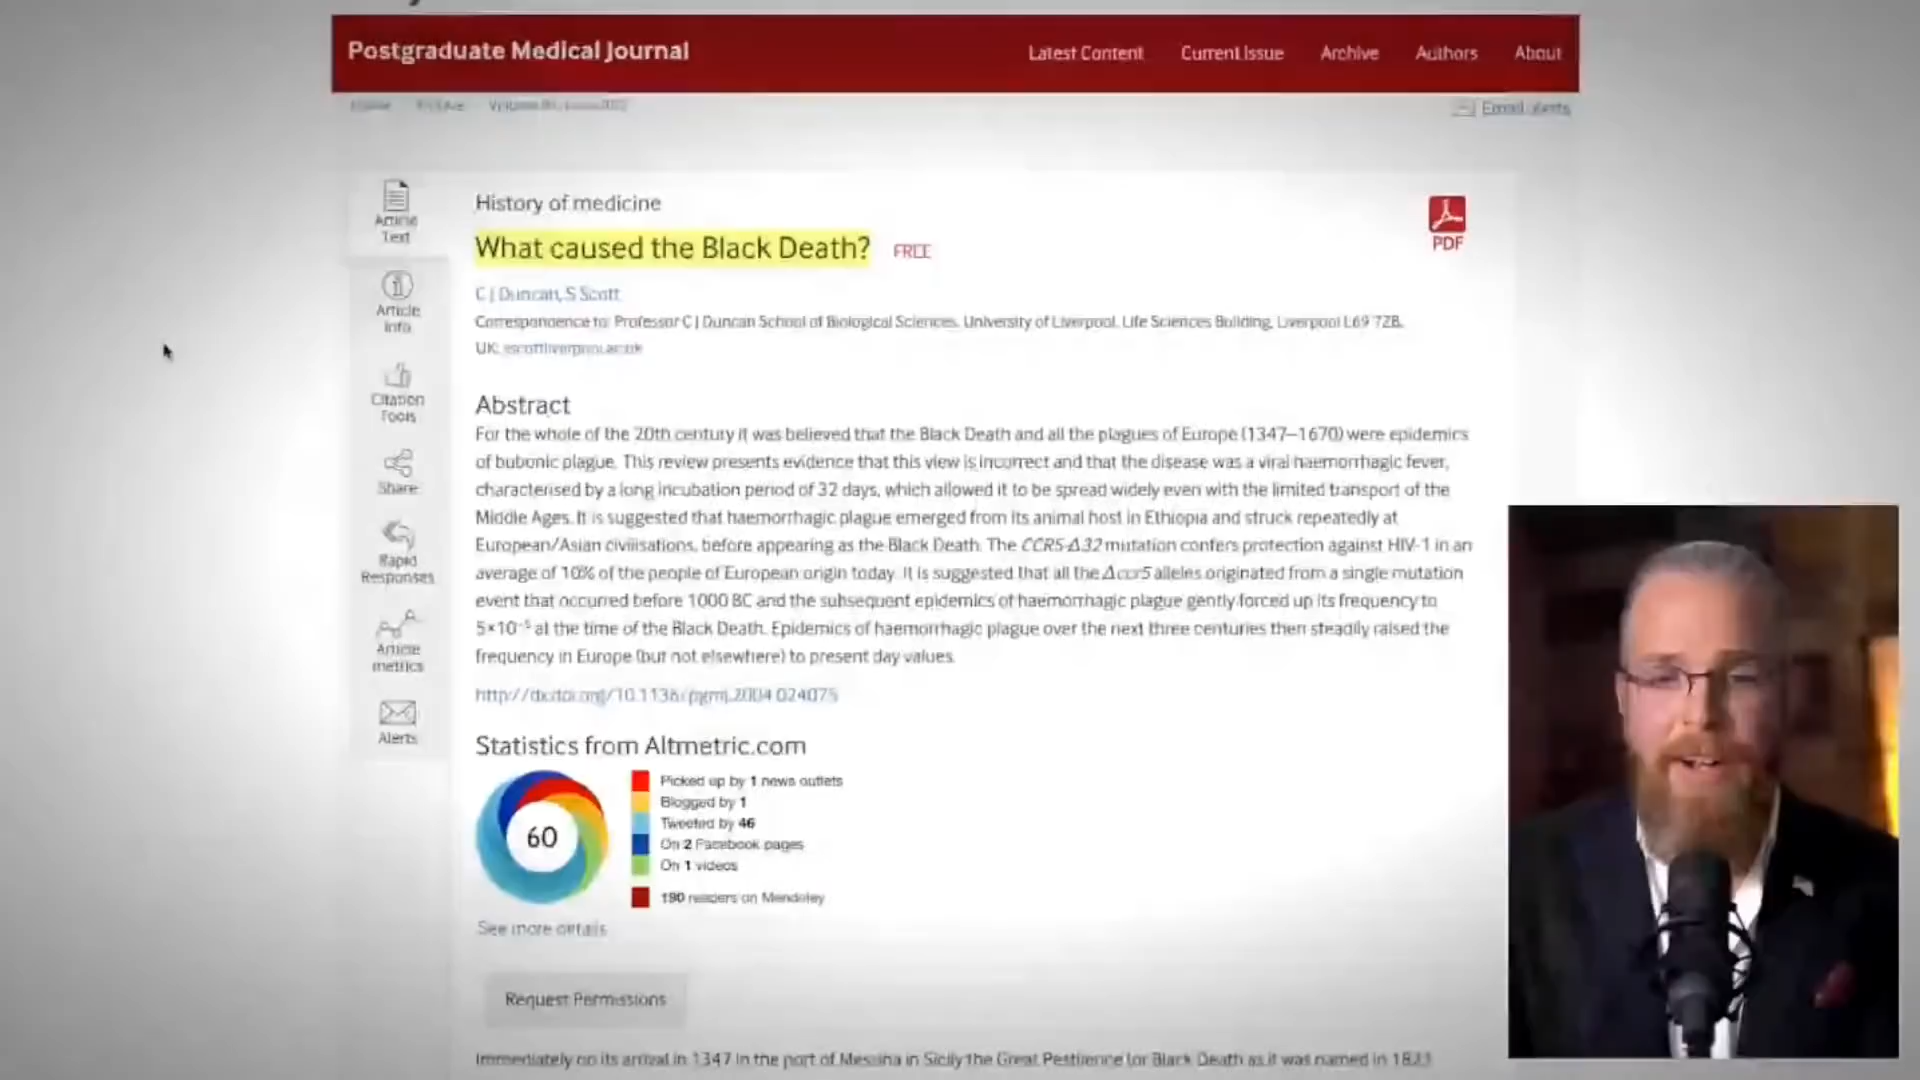 Postgraduate Medical Journal
Latest Content Current Issue Archive Authors About
Home Archive Volume
Email alerts
Article Text
Article info
Citation Tools
Share
Rapid Responses
Article metrics
Alerts
History of medicine
What caused the Black Death? FREE
PDF
C J Duncan, S Scott
Correspondence to: Professor C J Duncan School of Biological Sciences, University of Liverpool, Life Sciences Building, Liverpool L69 7ZB,
UK;
Abstract
For the whole of the 20th century it was believed that the Black Death and all the plagues of Europe (1347–1670) were epidemics
of bubonic plague. This review presents evidence that this view is incorrect and that the disease was a viral haemorrhagic fever,
characterised by a long incubation period of 32 days, which allowed it to be spread widely even with the limited transport of the
Middle Ages. It is suggested that haemorrhagic plague emerged from its animal host in Ethiopia and struck repeatedly at
European/Asian civilisations, before appearing as the Black Death. The CCR5-Δ32 mutation confers protection against HIV-1 in an
average of 10% of the people of European origin today. It is suggested that all the Δccr5 alleles originated from a single mutation
event that occurred before 1000 BC and the subsequent epidemics of haemorrhagic plague gently forced up its frequency to
5×10⁻⁵ at the time of the Black Death. Epidemics of haemorrhagic plague over the next three centuries then steadily raised the
frequency in Europe (but not elsewhere) to present day values.
http://dx.doi.org/10.1136/pgmj.2004.024075
Statistics from Altmetric.com
60
Picked up by 1 news outlets
Blogged by 1
Tweeted by 46
On 2 Facebook pages
On 1 videos
190 readers on Mendeley
See more details
Request Permissions
Immediately on its arrival in 1347 in the port of Messina in Sicily the Great Pestilence (or Black Death as it was named in 1823